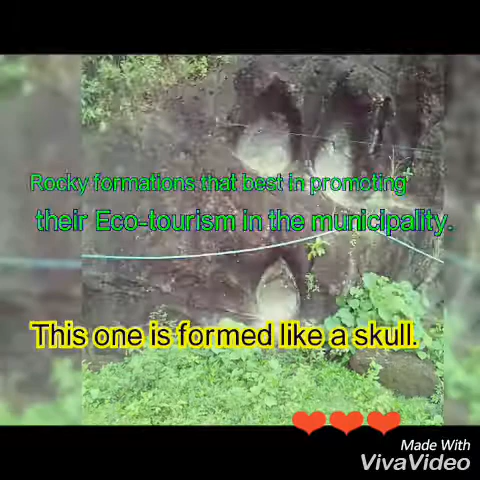 Rocky formations that best in promoting
their Eco-tourism in the municipality.
This one is formed like a skull.
Made With
VivaVideo